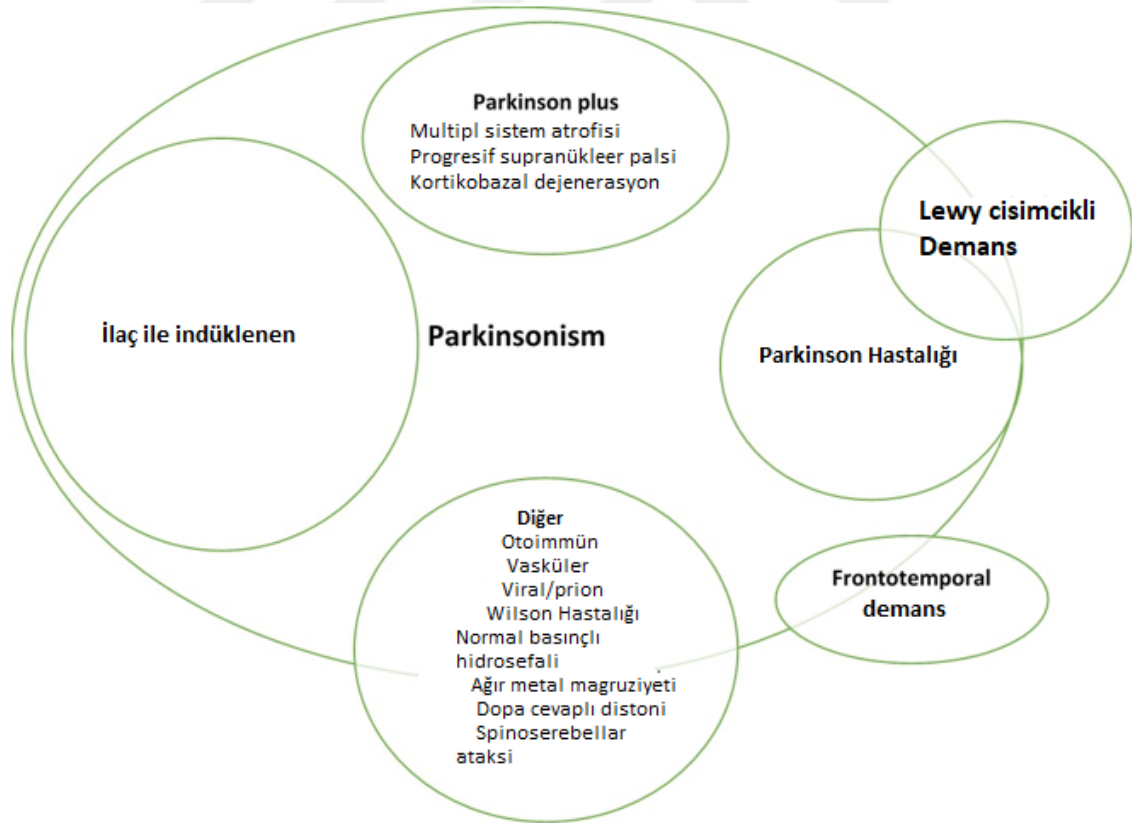 Parkinson plus
Multipl sistem atrofisi
Progresif supranükleer palsi
Kortikobazal dejenerasyon
Lewy cisimcikli
Demans
İlaç ile indüklenen
Parkinsonism
Parkinson Hastalığı
Diğer
Otoimmün
Vasküler
Viral/prion
Wilson Hastalığı
Normal basınçlı
hidrosefali
Ağır metal magruziyeti
Dopa cevaplı distoni
Spinoserebellar
ataksi
Frontotemporal
demans